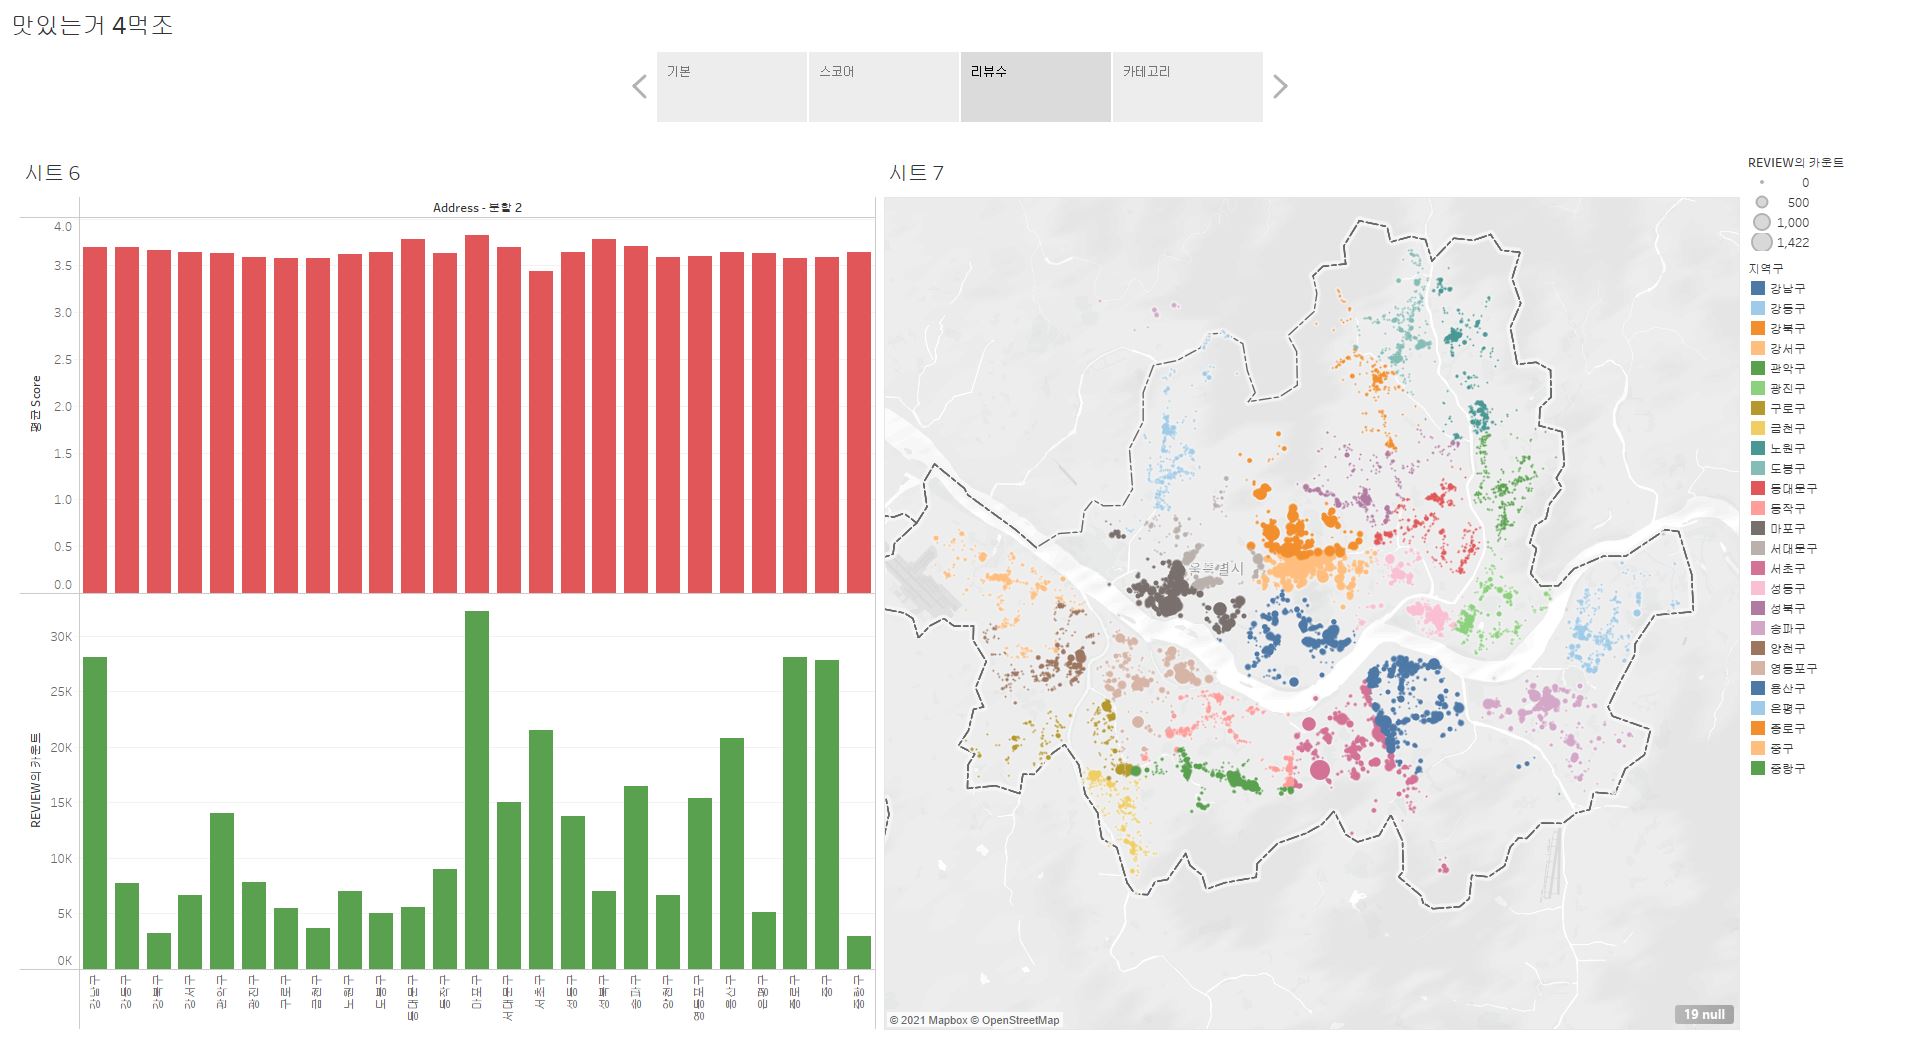 맛있는거 4먹조
기본
스코어
리뷰수
카테고리
시트 6
Address - 분할 2
4.0
3.5
3.0
2.5
2.0
1.5
1.0
0.5
0.0
평균 Score
30K
25K
20K
15K
10K
5K
0K
REVIEW의 카운트
강남구
강동구
강북구
강서구
관악구
광진구
구로구
금천구
노원구
도봉구
동대문구
동작구
마포구
서대문구
서초구
성동구
성북구
송파구
양천구
영등포구
용산구
은평구
종로구
중구
중랑구
시트 7
© 2021 Mapbox © OpenStreetMap
19 null
REVIEW의 카운트
0
500
1,000
1,422
지역구
강남구
강동구
강북구
강서구
관악구
광진구
구로구
금천구
노원구
도봉구
동대문구
동작구
마포구
서대문구
서초구
성동구
성북구
송파구
양천구
영등포구
용산구
은평구
종로구
중구
중랑구